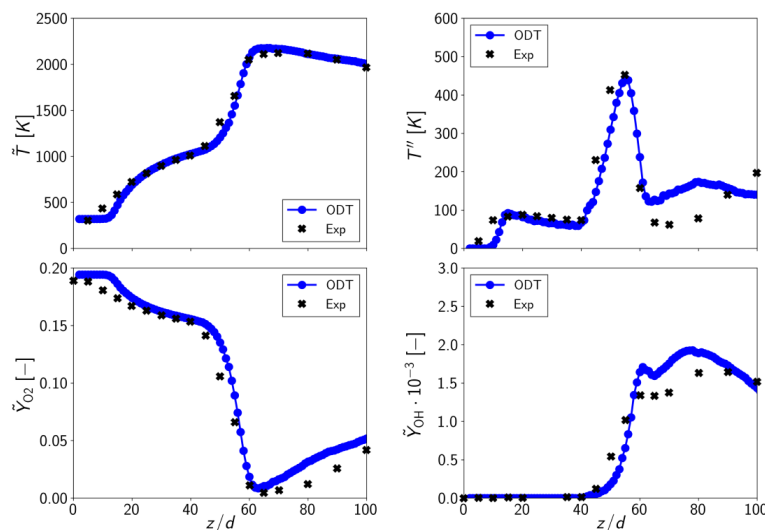 2500
2000
1500
1000
500
0
T̃ [K]
ODT
Exp
600
500
400
300
200
100
0
T″ [K]
ODT
Exp
0.20
0.15
0.10
0.05
0.00
ỸO2 [−]
ODT
Exp
0 20 40 60 80 100
z/d
3.0
2.5
2.0
1.5
1.0
0.5
0.0
ỸOH · 10−3 [−]
ODT
Exp
0 20 40 60 80 100
z/d